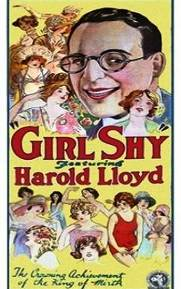 "GIRL SHY"
Featuring
Harold Lloyd
The Crowning Achievement
of the King of Mirth